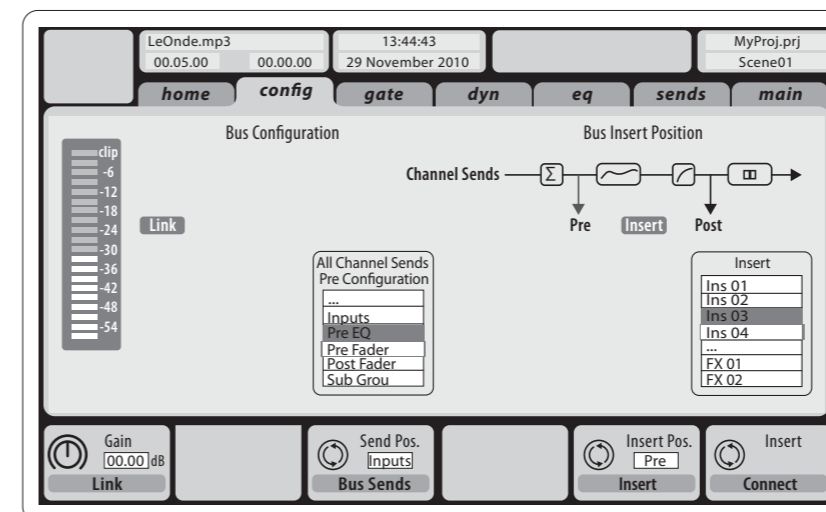 LeOnde.mp3
00.05.00 00.00.00
13:44:43
29 November 2010
MyProj.prj
Scene01
home config gate dyn eq sends main
Bus Configuration
Bus Insert Position
clip
-6
-12
-18
-24
-30
-36
-42
-48
-54
Link
Channel Sends
Σ
Pre Insert Post
All Channel Sends
Pre Configuration
...
Inputs
Pre EQ
Pre Fader
Post Fader
Sub Grou
Insert
Ins 01
Ins 02
Ins 03
Ins 04
...
FX 01
FX 02
Gain
00.00 dB
Link
Send Pos.
Inputs
Bus Sends
Insert Pos.
Pre
Insert
Insert
Connect